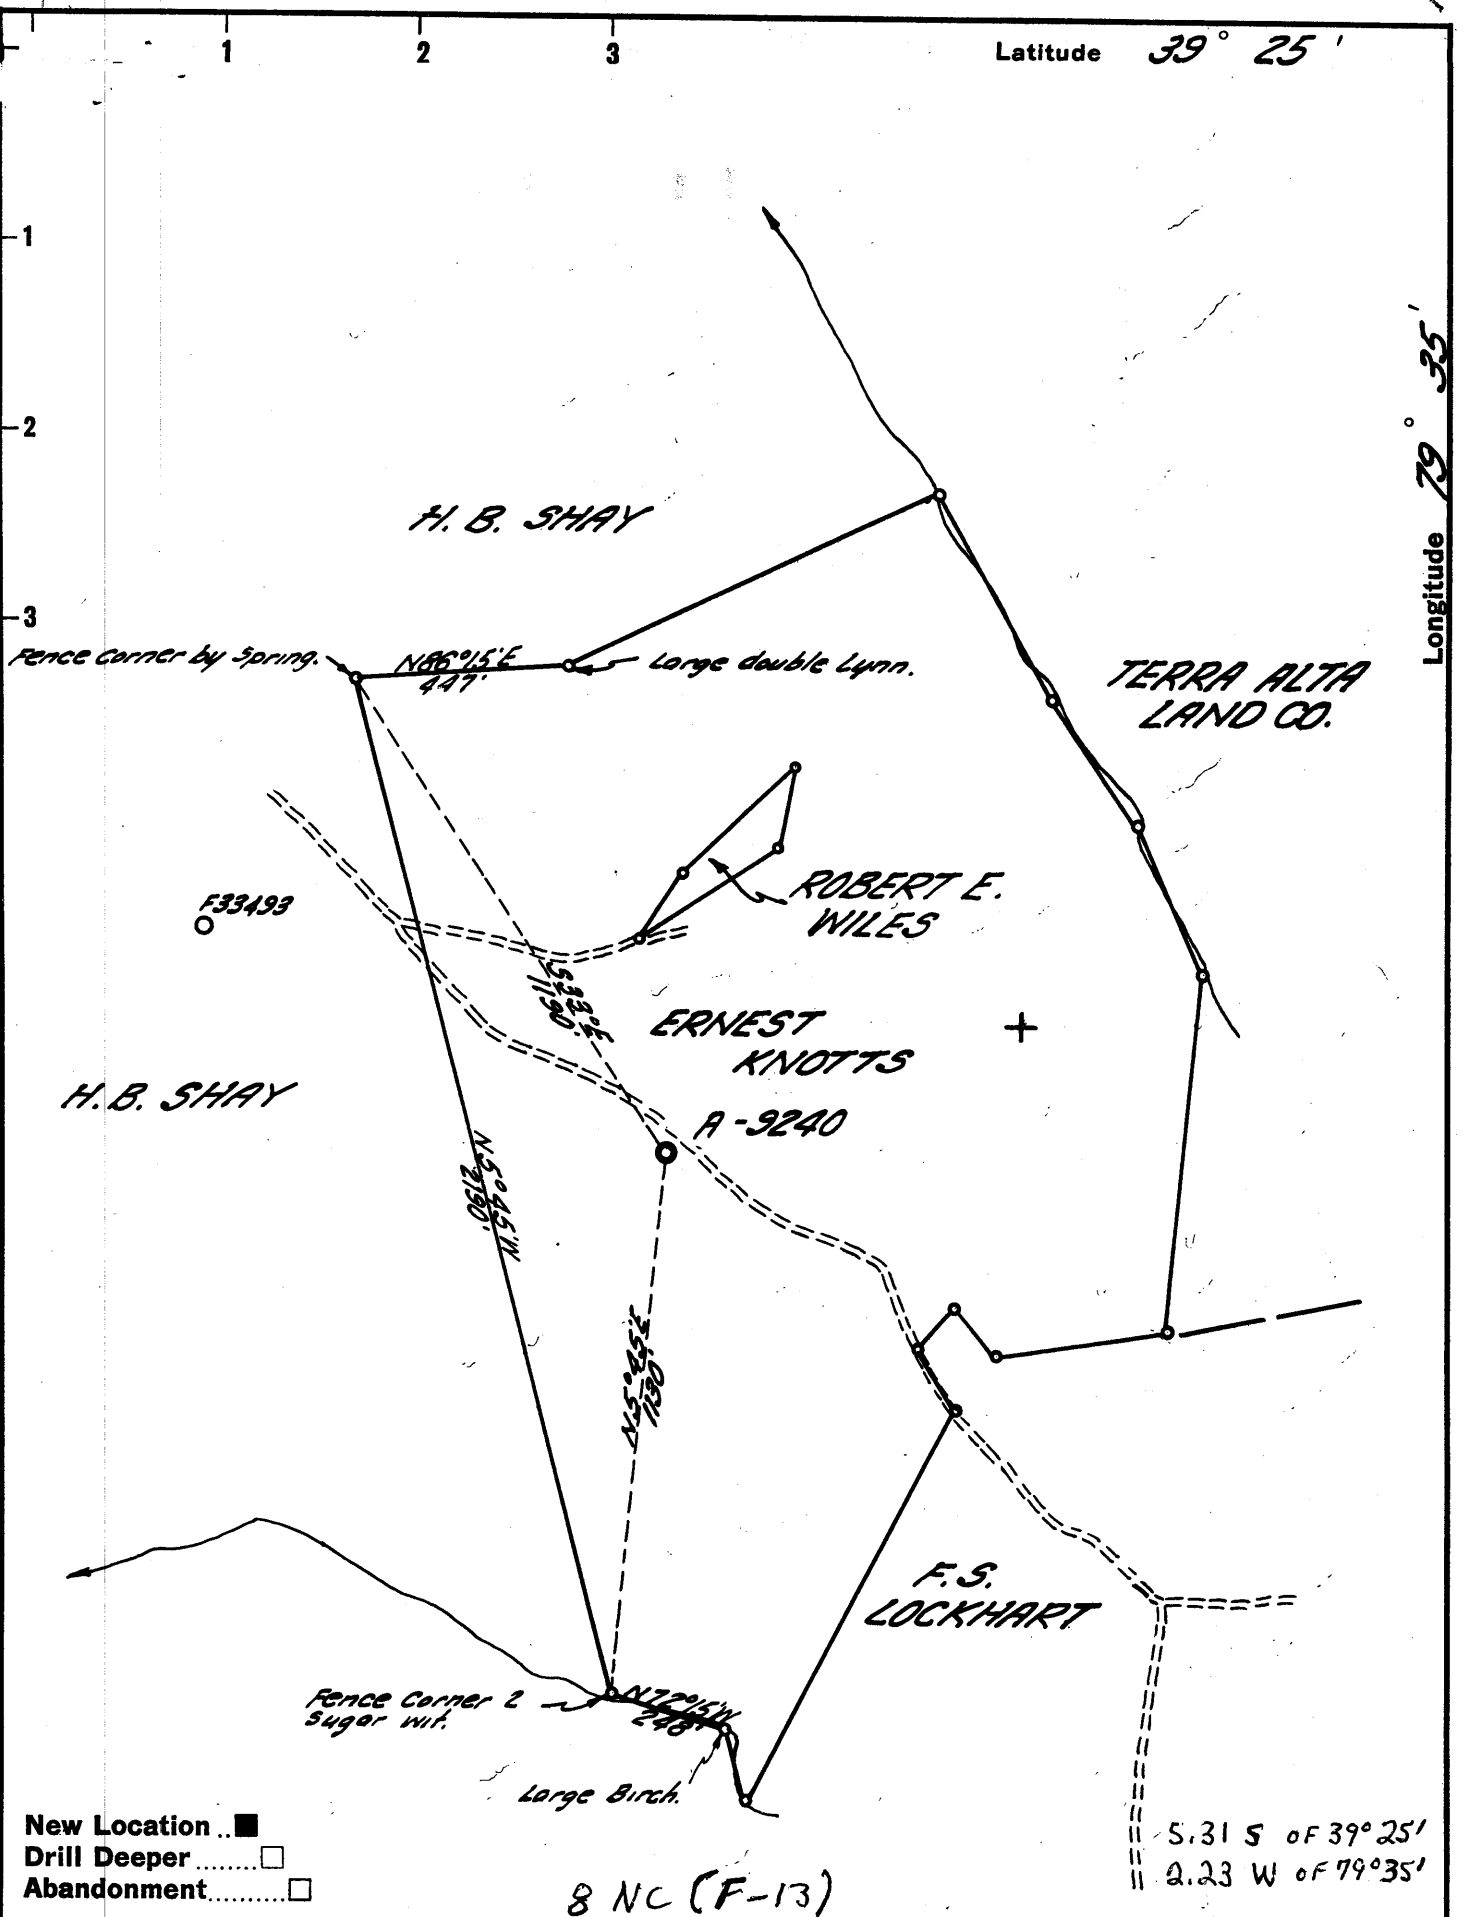 1 2 3 Latitude 39° 25'
1
2
3
Longitude 79° 35'
H. B. SHAY
Fence Corner by Spring.
N86°15'E
447'
Large double Lynn.
TERRA ALTA
LAND CO.
F33493
ROBERT E.
WILES
S33°E
1190'
ERNEST
KNOTTS
H. B. SHAY
A-9240
N5°45'W
2190'
N5°45'E
1130'
F.S.
LOCKHART
Fence Corner 2
Sugar wit.
N72°15'W
248'
Large Birch.
New Location .. ■
Drill Deeper ........ □
Abandonment .......... □
5.31 S OF 39° 25'
2.23 W OF 79° 35'
8 NC (F-13)